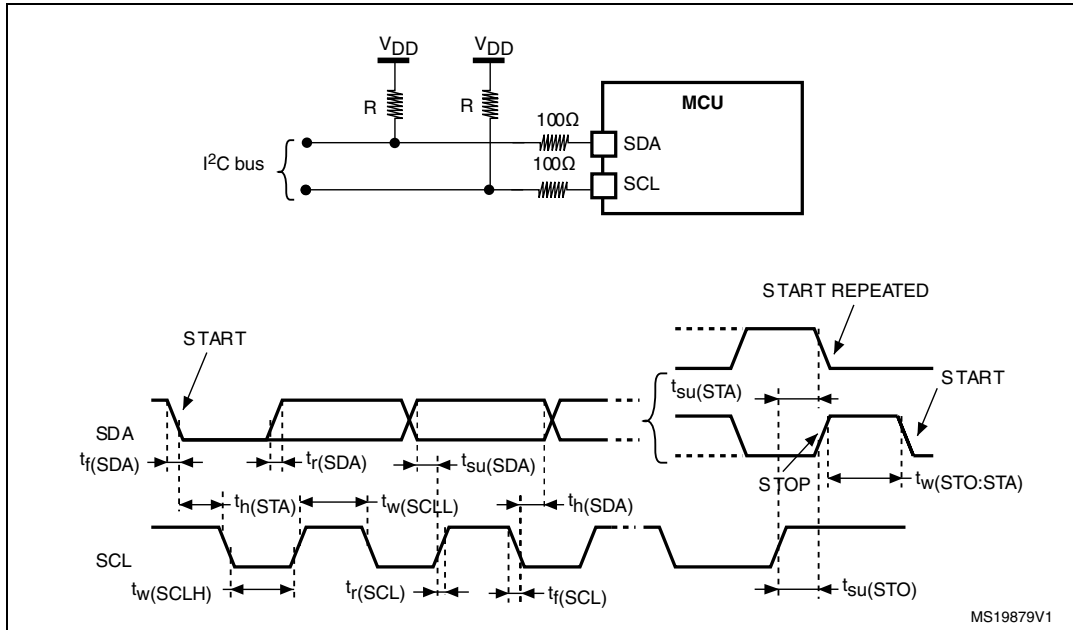 VDD VDD
R R
MCU
100Ω
SDA
I²C bus
100Ω
SCL
START REPEATED
START
START
tsu(STA)
SDA
tf(SDA)
tr(SDA)
tsu(SDA)
STOP
tw(STO:STA)
th(STA)
tw(SCLL)
th(SDA)
SCL
tw(SCLH)
tr(SCL)
tf(SCL)
tsu(STO)
MS19879V1